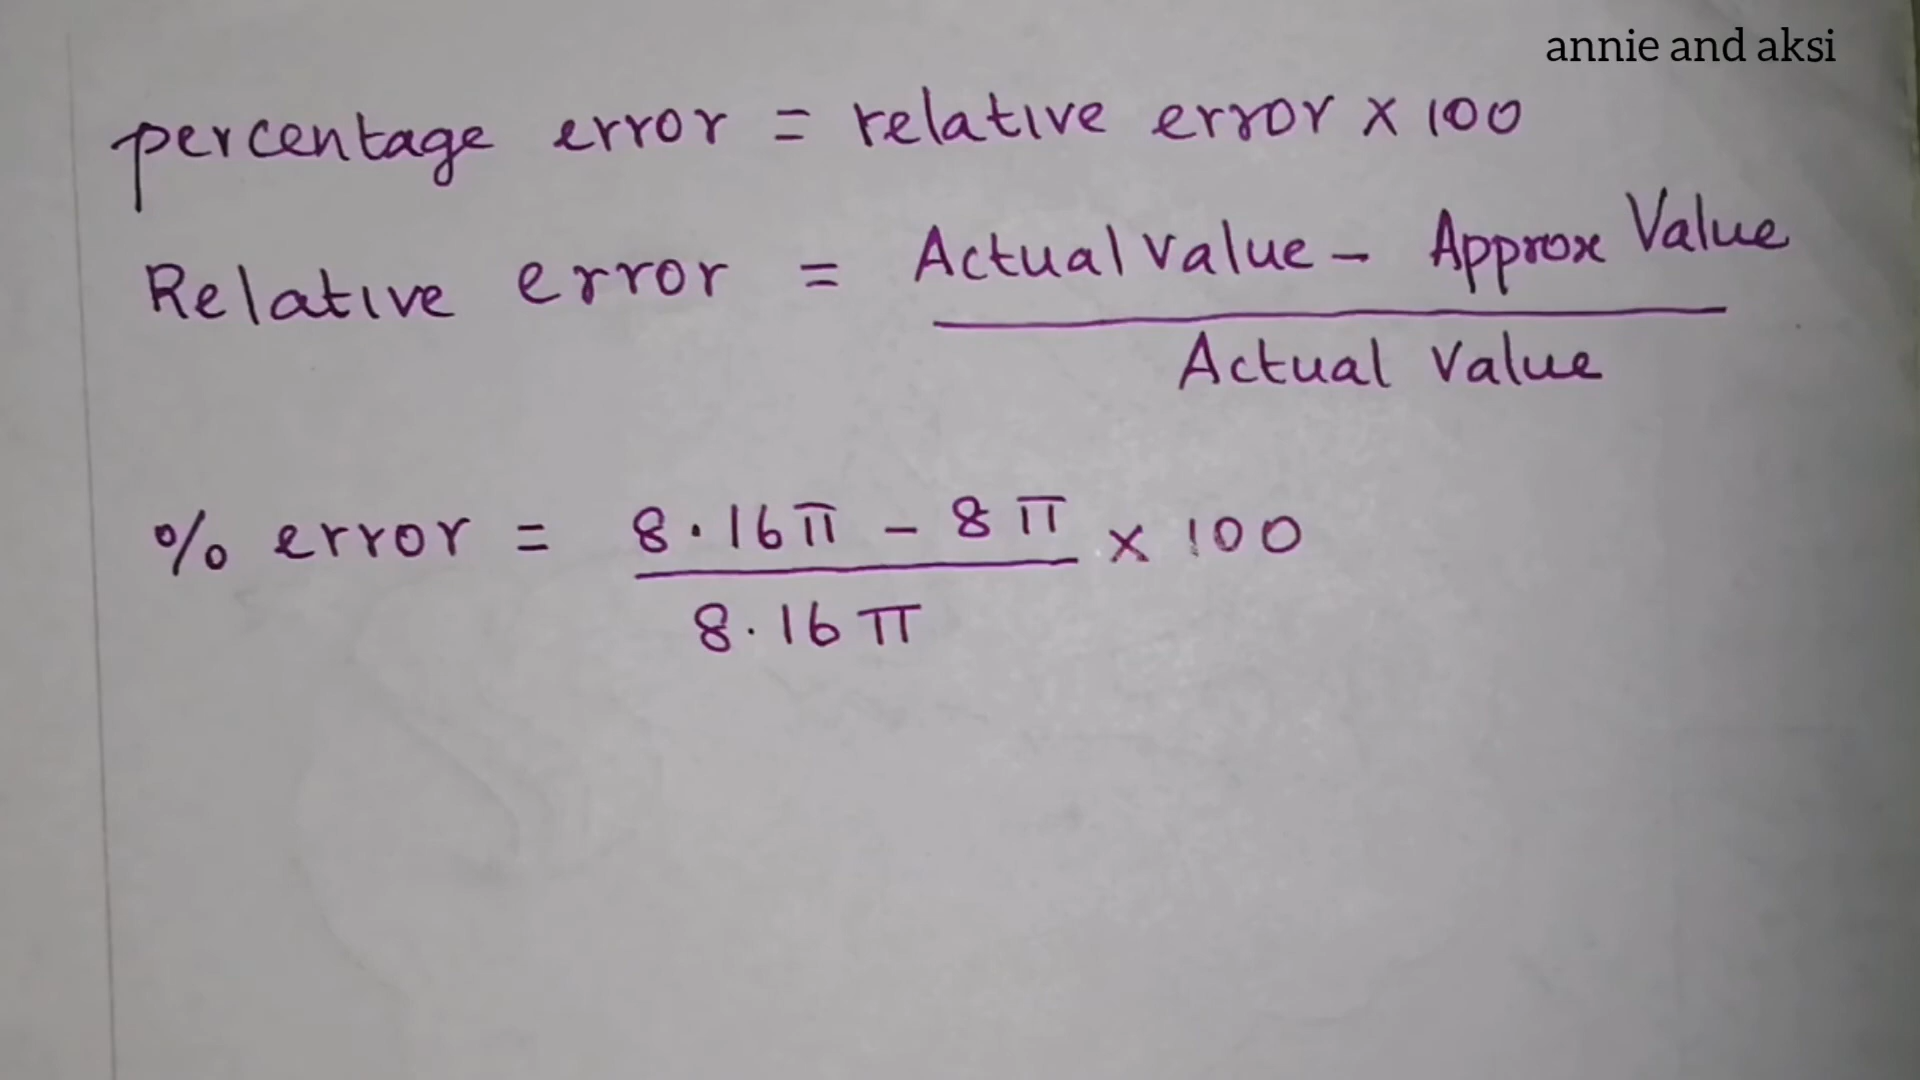 annie and aksi
percentage error = relative error × 100
Relative error = Actual value - Approx Value
Actual value
% error = 8.16π - 8π × 100
8.16π